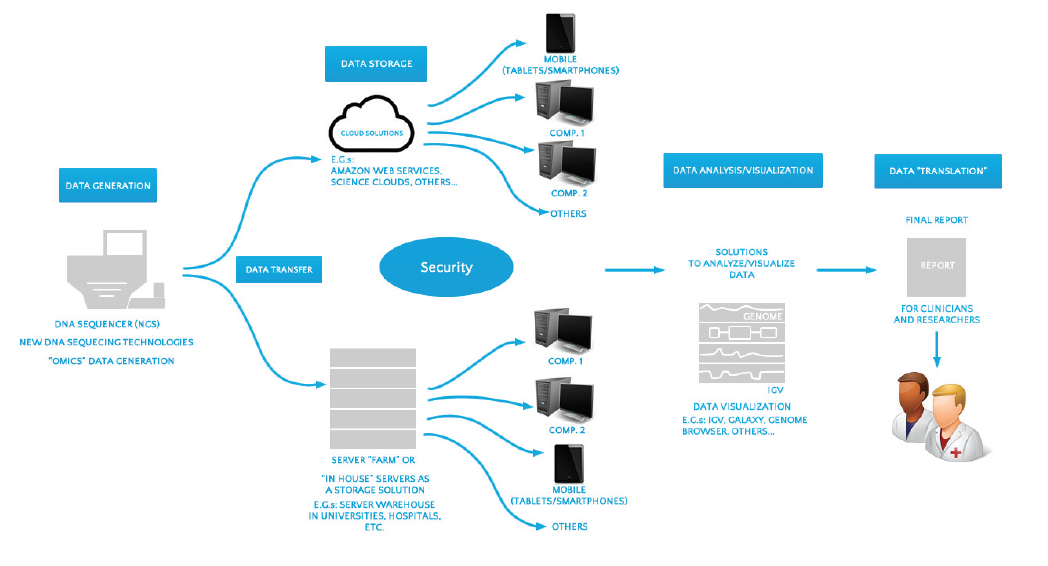 DATA GENERATION
DNA SEQUENCER (NGS)
NEW DNA SEQUECING TECHNOLOGIES
"OMICS" DATA GENERATION
DATA TRANSFER
DATA STORAGE
CLOUD SOLUTIONS
E.G.s:
AMAZON WEB SERVICES,
SCIENCE CLOUDS, OTHERS...
MOBILE
(TABLETS/SMARTPHONES)
COMP. 1
COMP. 2
OTHERS
Security
SERVER "FARM" OR
"IN HOUSE" SERVERS AS
A STORAGE SOLUTION
E.G.s: SERVER WAREHOUSE
IN UNIVERSITIES, HOSPITALS,
ETC.
COMP. 1
COMP. 2
MOBILE
(TABLETS/SMARTPHONES)
OTHERS
DATA ANALYSIS/VISUALIZATION
SOLUTIONS
TO ANALYZE/VISUALIZE
DATA
GENOME
IGV
DATA VISUALIZATION
E.G.s: IGV, GALAXY, GENOME
BROWSER, OTHERS...
DATA "TRANSLATION"
FINAL REPORT
REPORT
FOR CLINICIANS
AND RESEARCHERS